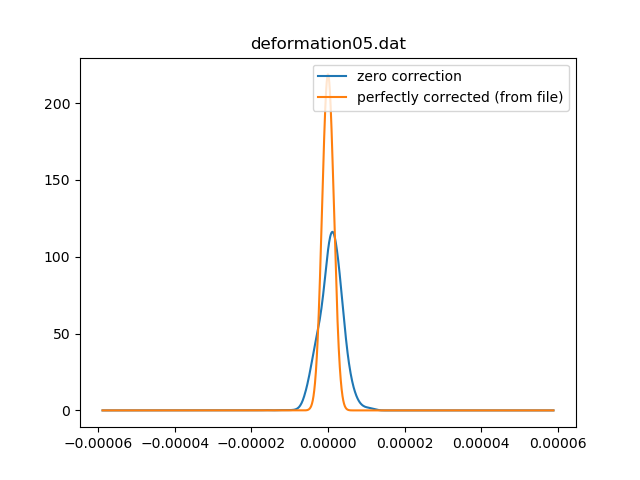 deformation05.dat
zero correction
perfectly corrected (from file)
200
150
100
50
0
−0.00006 −0.00004 −0.00002 0.00000 0.00002 0.00004 0.00006